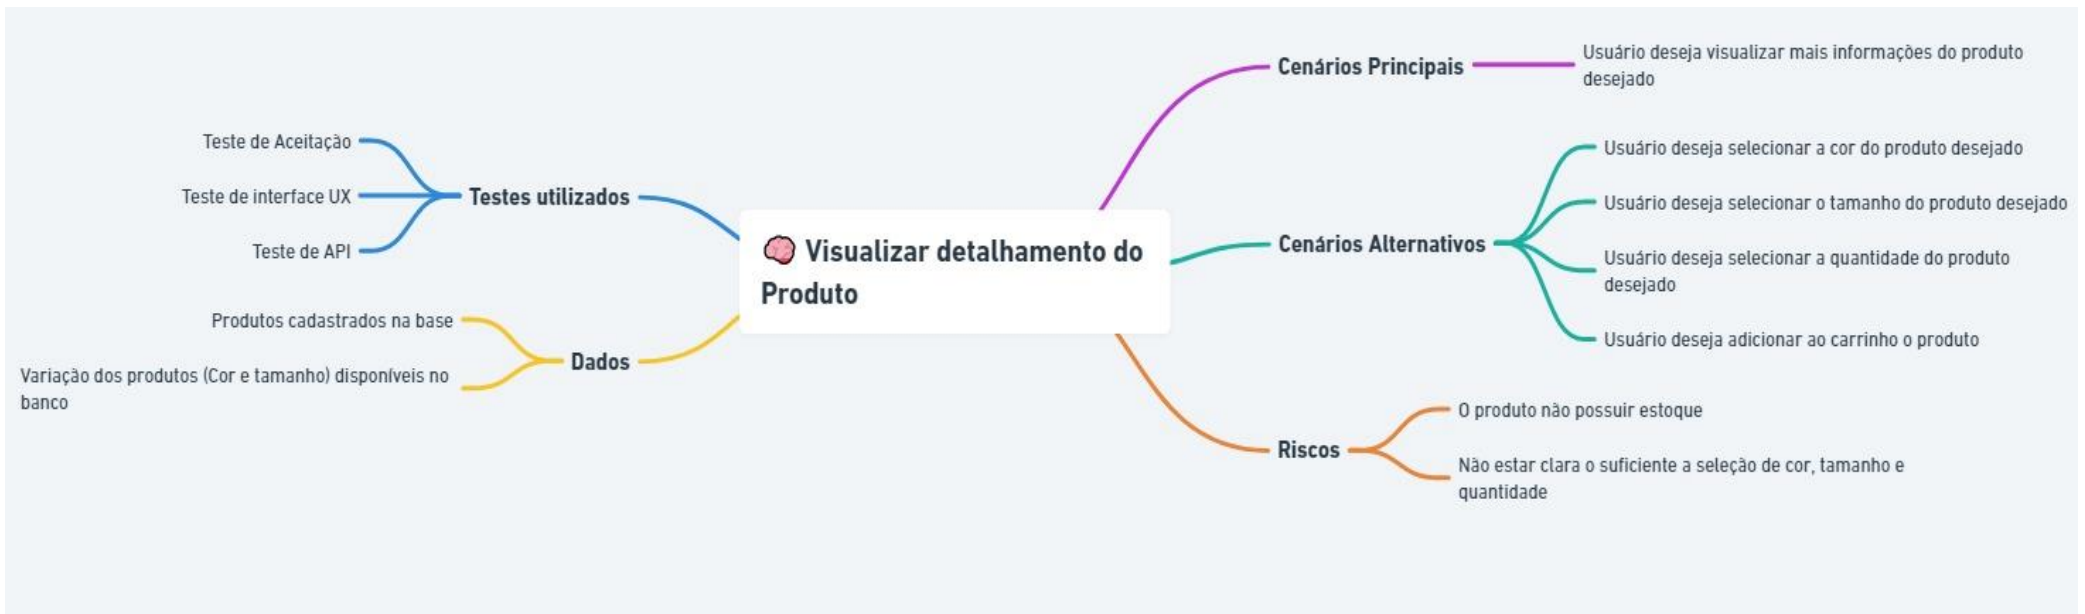 Visualizar detalhamento do
Produto
Cenários Principais
Usuário deseja visualizar mais informações do produto
desejado
Cenários Alternativos
Usuário deseja selecionar a cor do produto desejado
Usuário deseja selecionar o tamanho do produto desejado
Usuário deseja selecionar a quantidade do produto
desejado
Usuário deseja adicionar ao carrinho o produto
Riscos
O produto não possuir estoque
Não estar clara o suficiente a seleção de cor, tamanho e
quantidade
Testes utilizados
Teste de Aceitação
Teste de interface UX
Teste de API
Dados
Produtos cadastrados na base
Variação dos produtos (Cor e tamanho) disponíveis no
banco